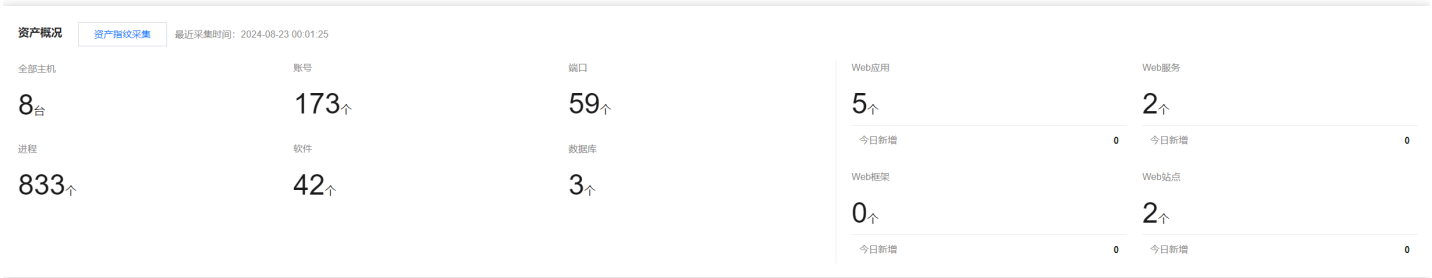 资产概况 资产指纹采集 最近采集时间：2024-08-23 00:01:25
全部主机 账号 端口
8台 173个 59个
进程 软件 数据库
833个 42个 3个
Web应用 Web服务
5个 2个
今日新增 0 今日新增 0
Web框架 Web站点
0个 2个
今日新增 0 今日新增 0